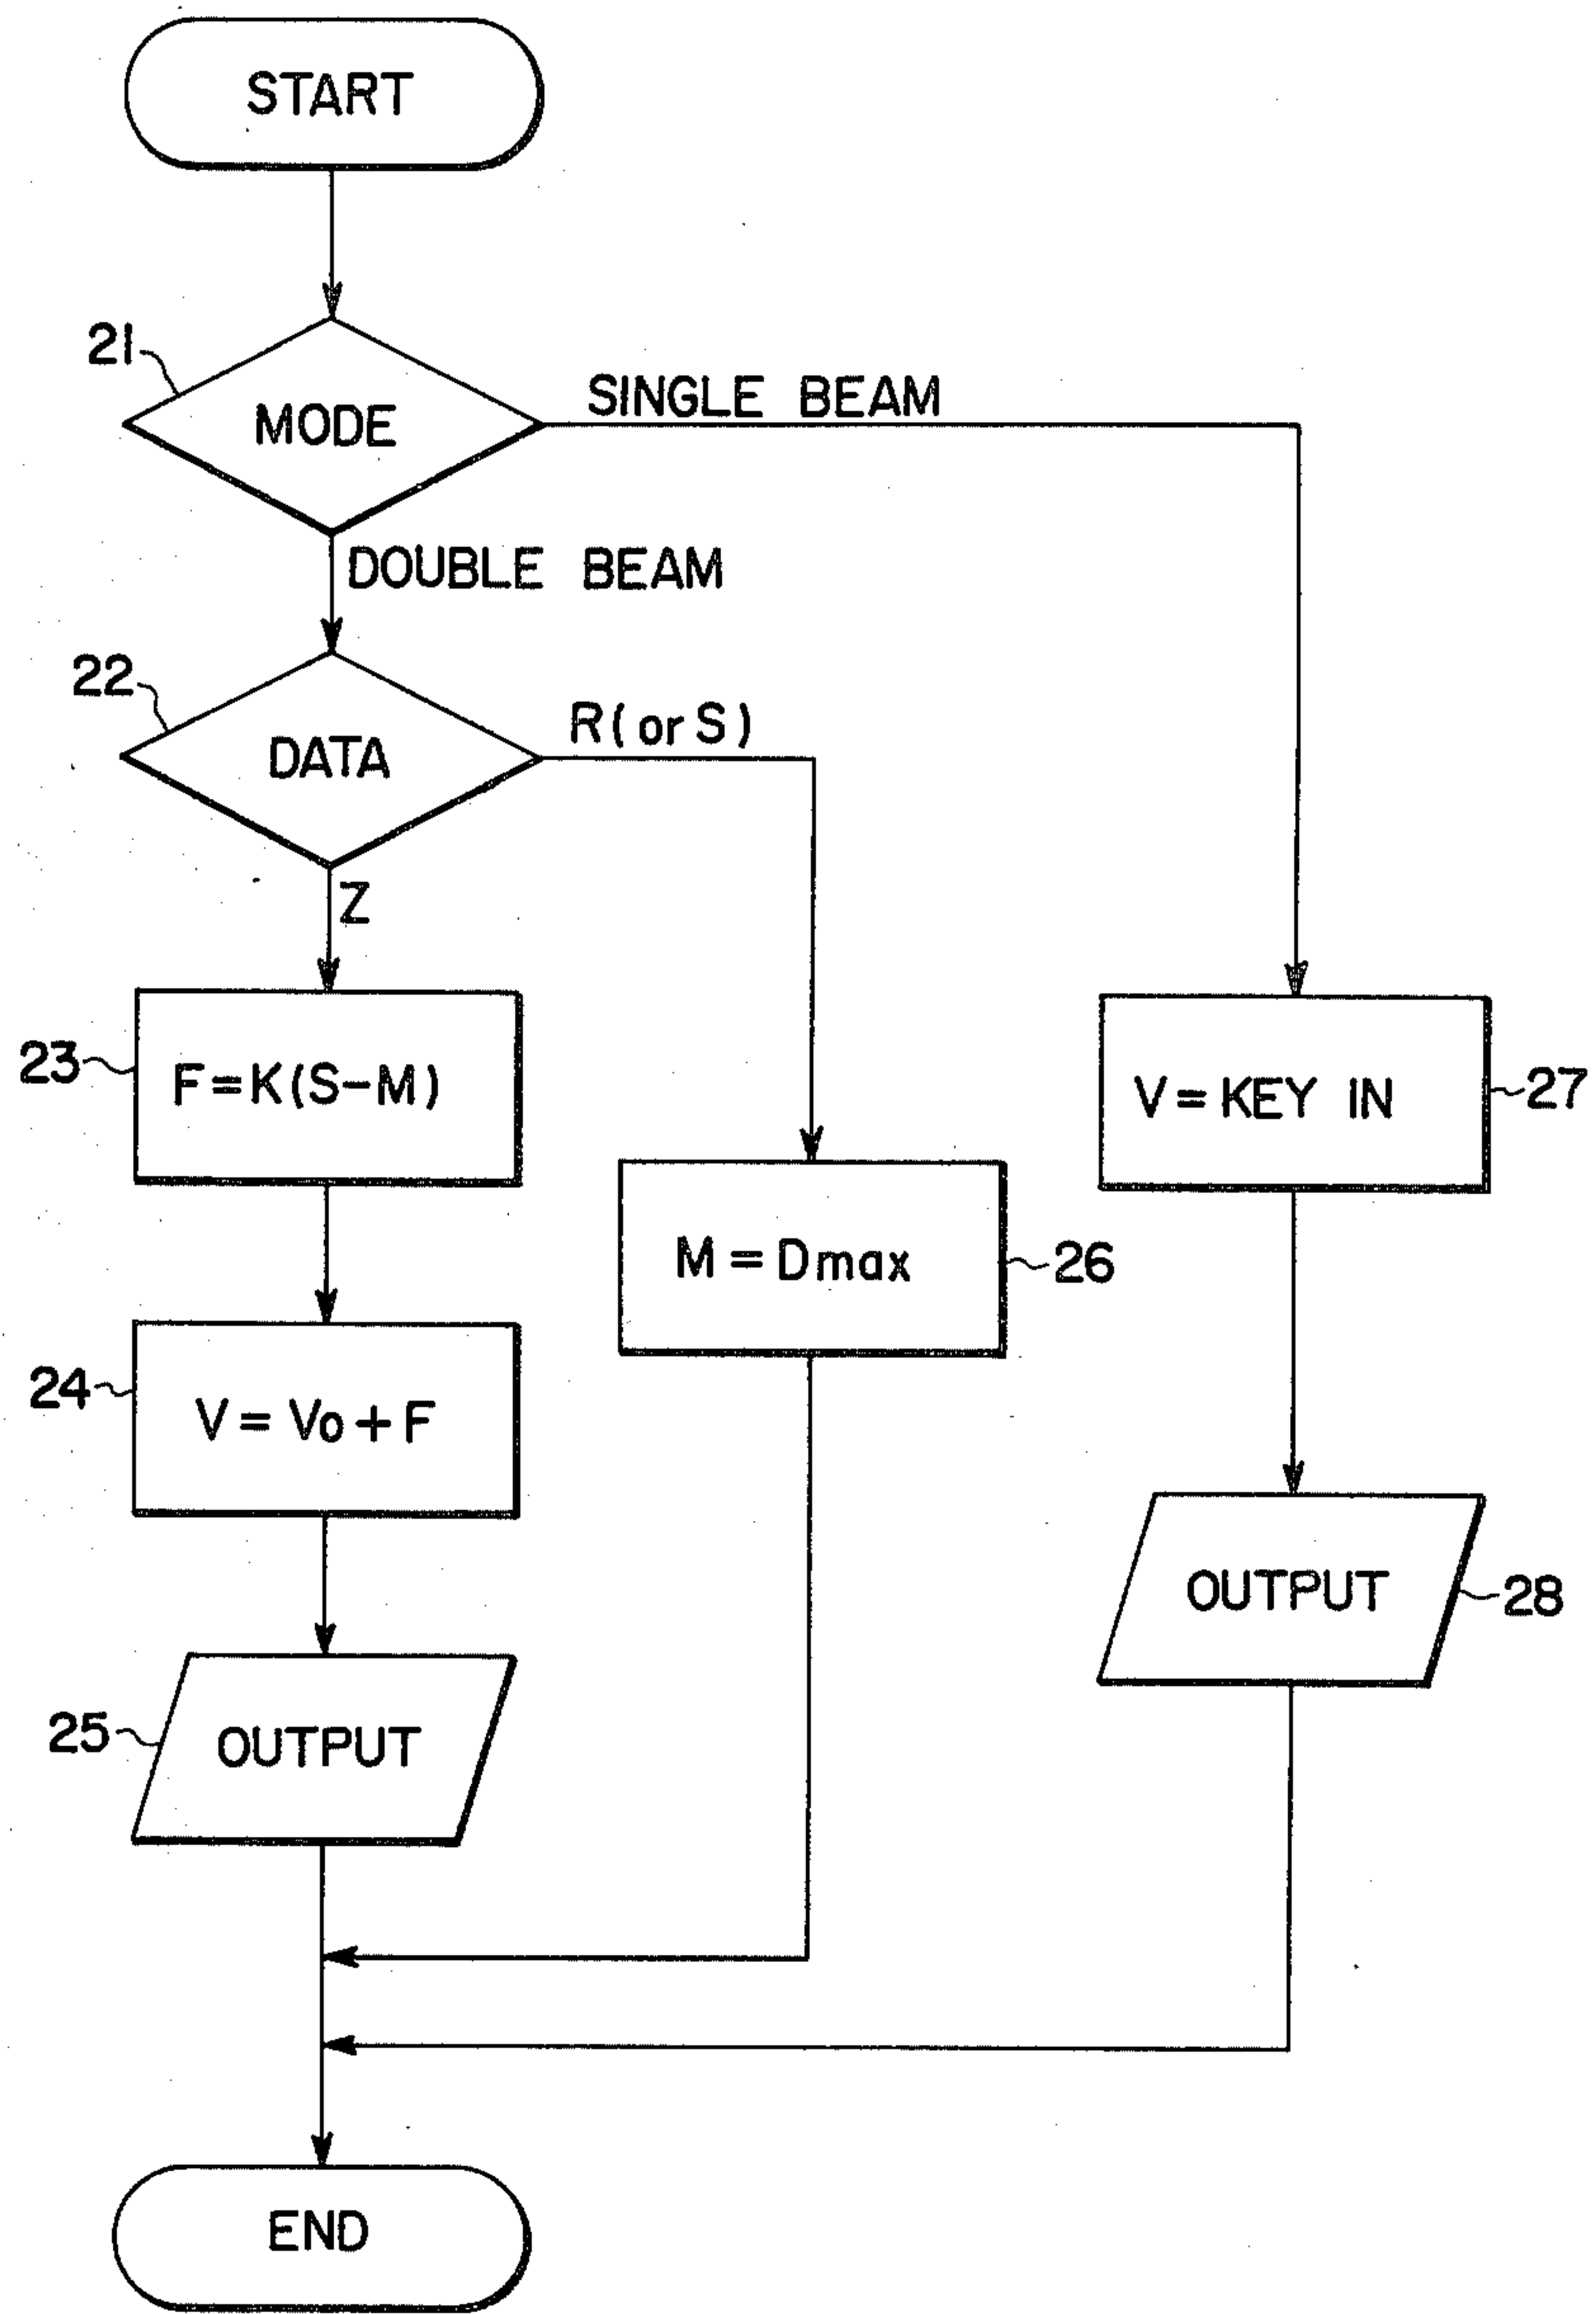 START
21
MODE
SINGLE BEAM
DOUBLE BEAM
22
DATA
R(or S)
Z
23
F=K(S-M)
V=KEY IN
27
M=Dmax
26
24
V=Vo+F
OUTPUT
28
25
OUTPUT
END